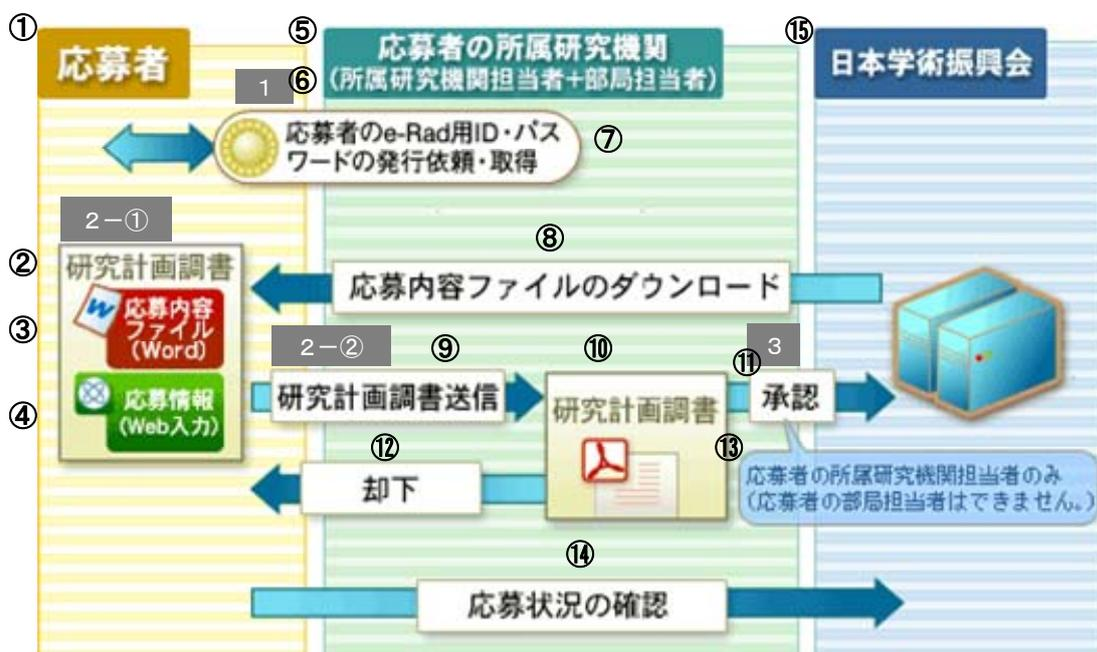 ①
応募者
⑤
応募者の所属研究機関
⑥
(所属研究機関担当者+部局担当者)
⑮
日本学術振興会
1
応募者のe-Rad用ID・パス
ワードの発行依頼・取得
⑦
2-①
②
研究計画調書
③
応募内容
ファイル
(Word)
④
応募情報
(Web入力)
⑧
応募内容ファイルのダウンロード
2-②
⑨
研究計画調書送信
⑩
研究計画調書
⑪
3
承認
⑫
却下
⑬
応募者の所属研究機関担当者のみ
(応募者の部局担当者はできません。)
⑭
応募状況の確認